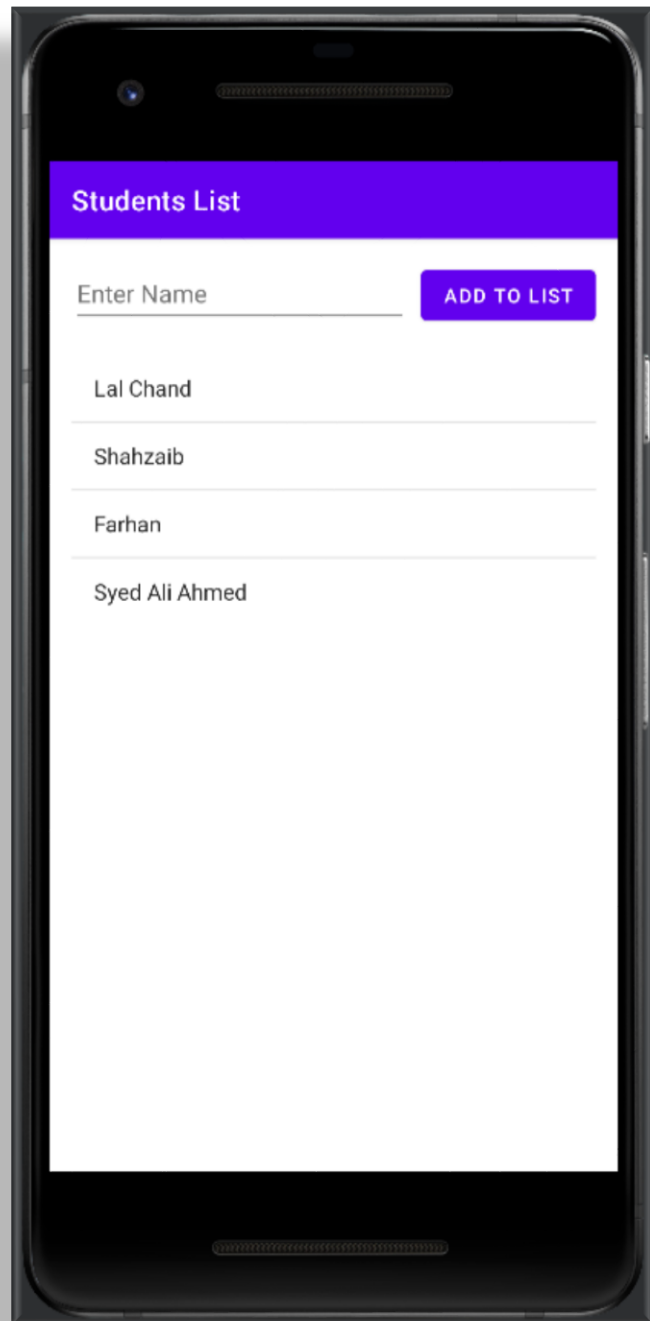 Students List
Enter Name
ADD TO LIST
Lal Chand
Shahzaib
Farhan
Syed Ali Ahmed